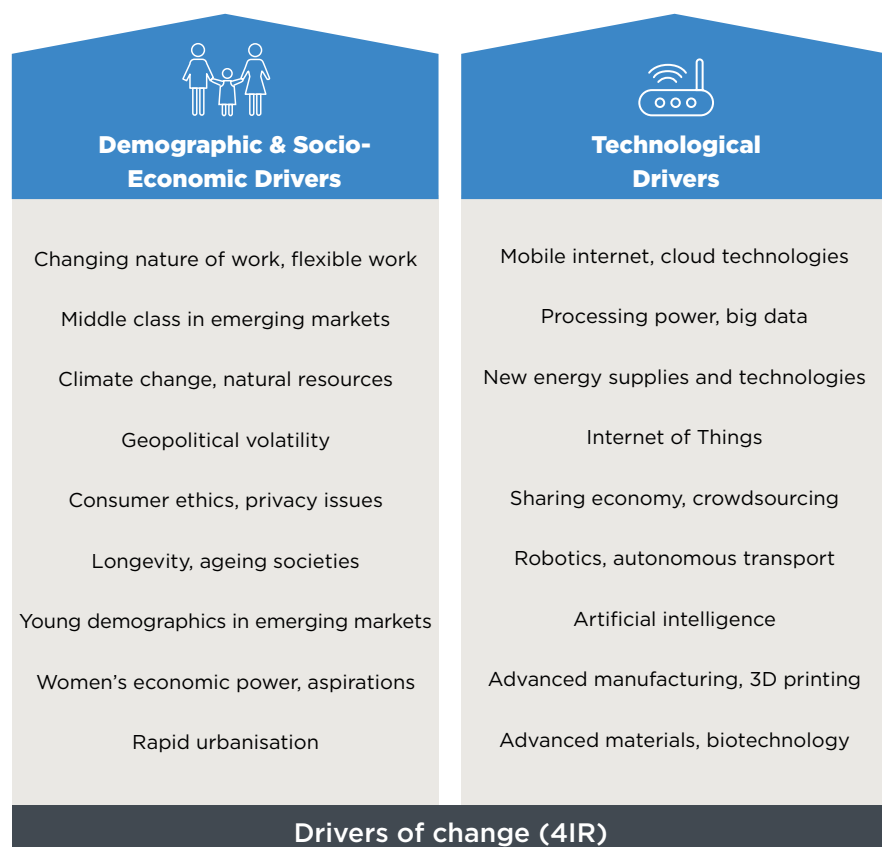 Demographic & Socio-
Economic Drivers
Changing nature of work, flexible work
Middle class in emerging markets
Climate change, natural resources
Geopolitical volatility
Consumer ethics, privacy issues
Longevity, ageing societies
Young demographics in emerging markets
Women’s economic power, aspirations
Rapid urbanisation
Technological
Drivers
Mobile internet, cloud technologies
Processing power, big data
New energy supplies and technologies
Internet of Things
Sharing economy, crowdsourcing
Robotics, autonomous transport
Artificial intelligence
Advanced manufacturing, 3D printing
Advanced materials, biotechnology
Drivers of change (4IR)